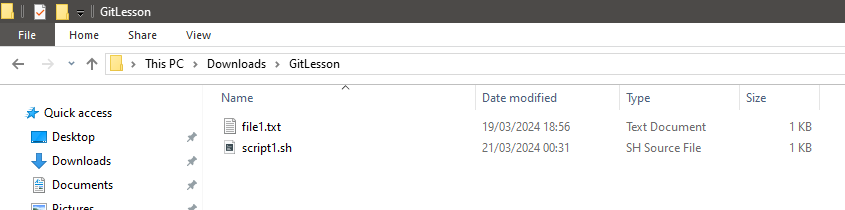 GitLesson
File Home Share View
This PC Downloads GitLesson
Name Date modified Type Size
Quick access
file1.txt 19/03/2024 18:56 Text Document 1 KB
Desktop
script1.sh 21/03/2024 00:31 SH Source File 1 KB
Downloads
Documents
Pictures